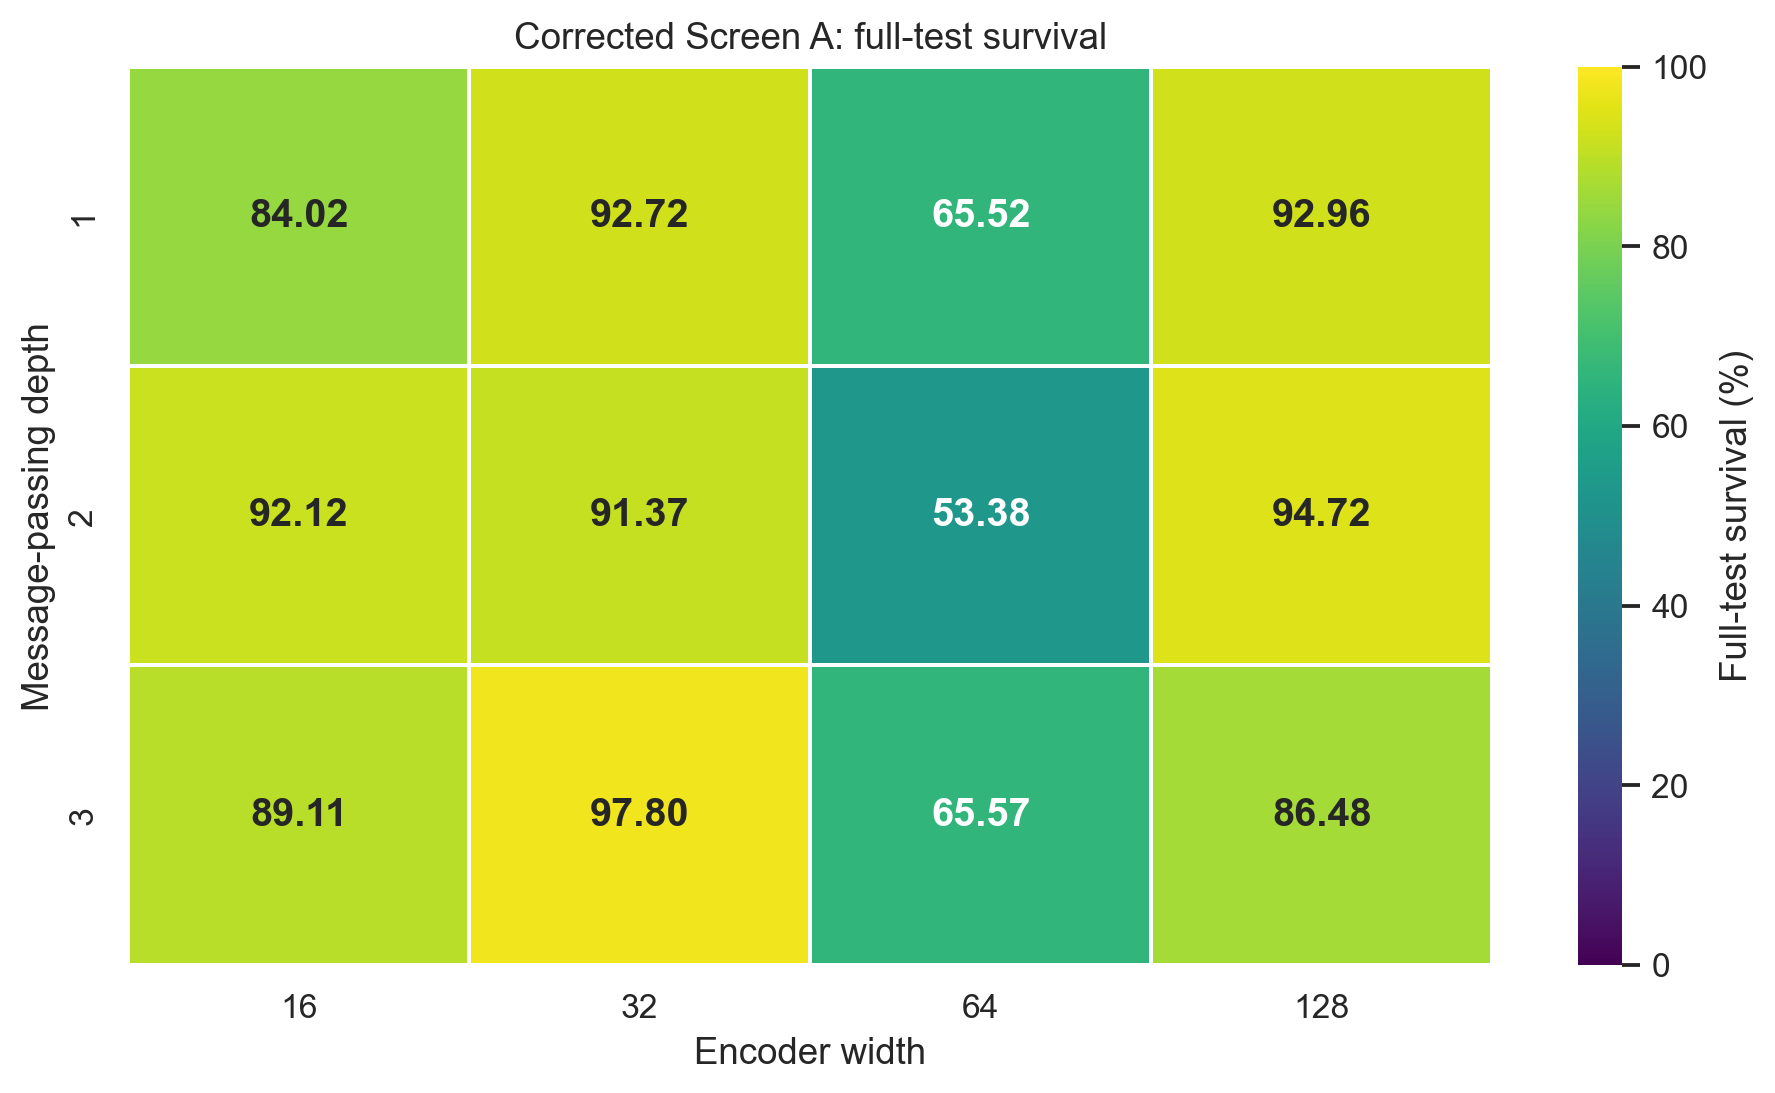 Corrected Screen A: full-test survival
84.02 92.72 65.52 92.96
92.12 91.37 53.38 94.72
89.11 97.80 65.57 86.48
1
2
3
Message-passing depth
16 32 64 128
Encoder width
100
80
60
40
20
0
Full-test survival (%)